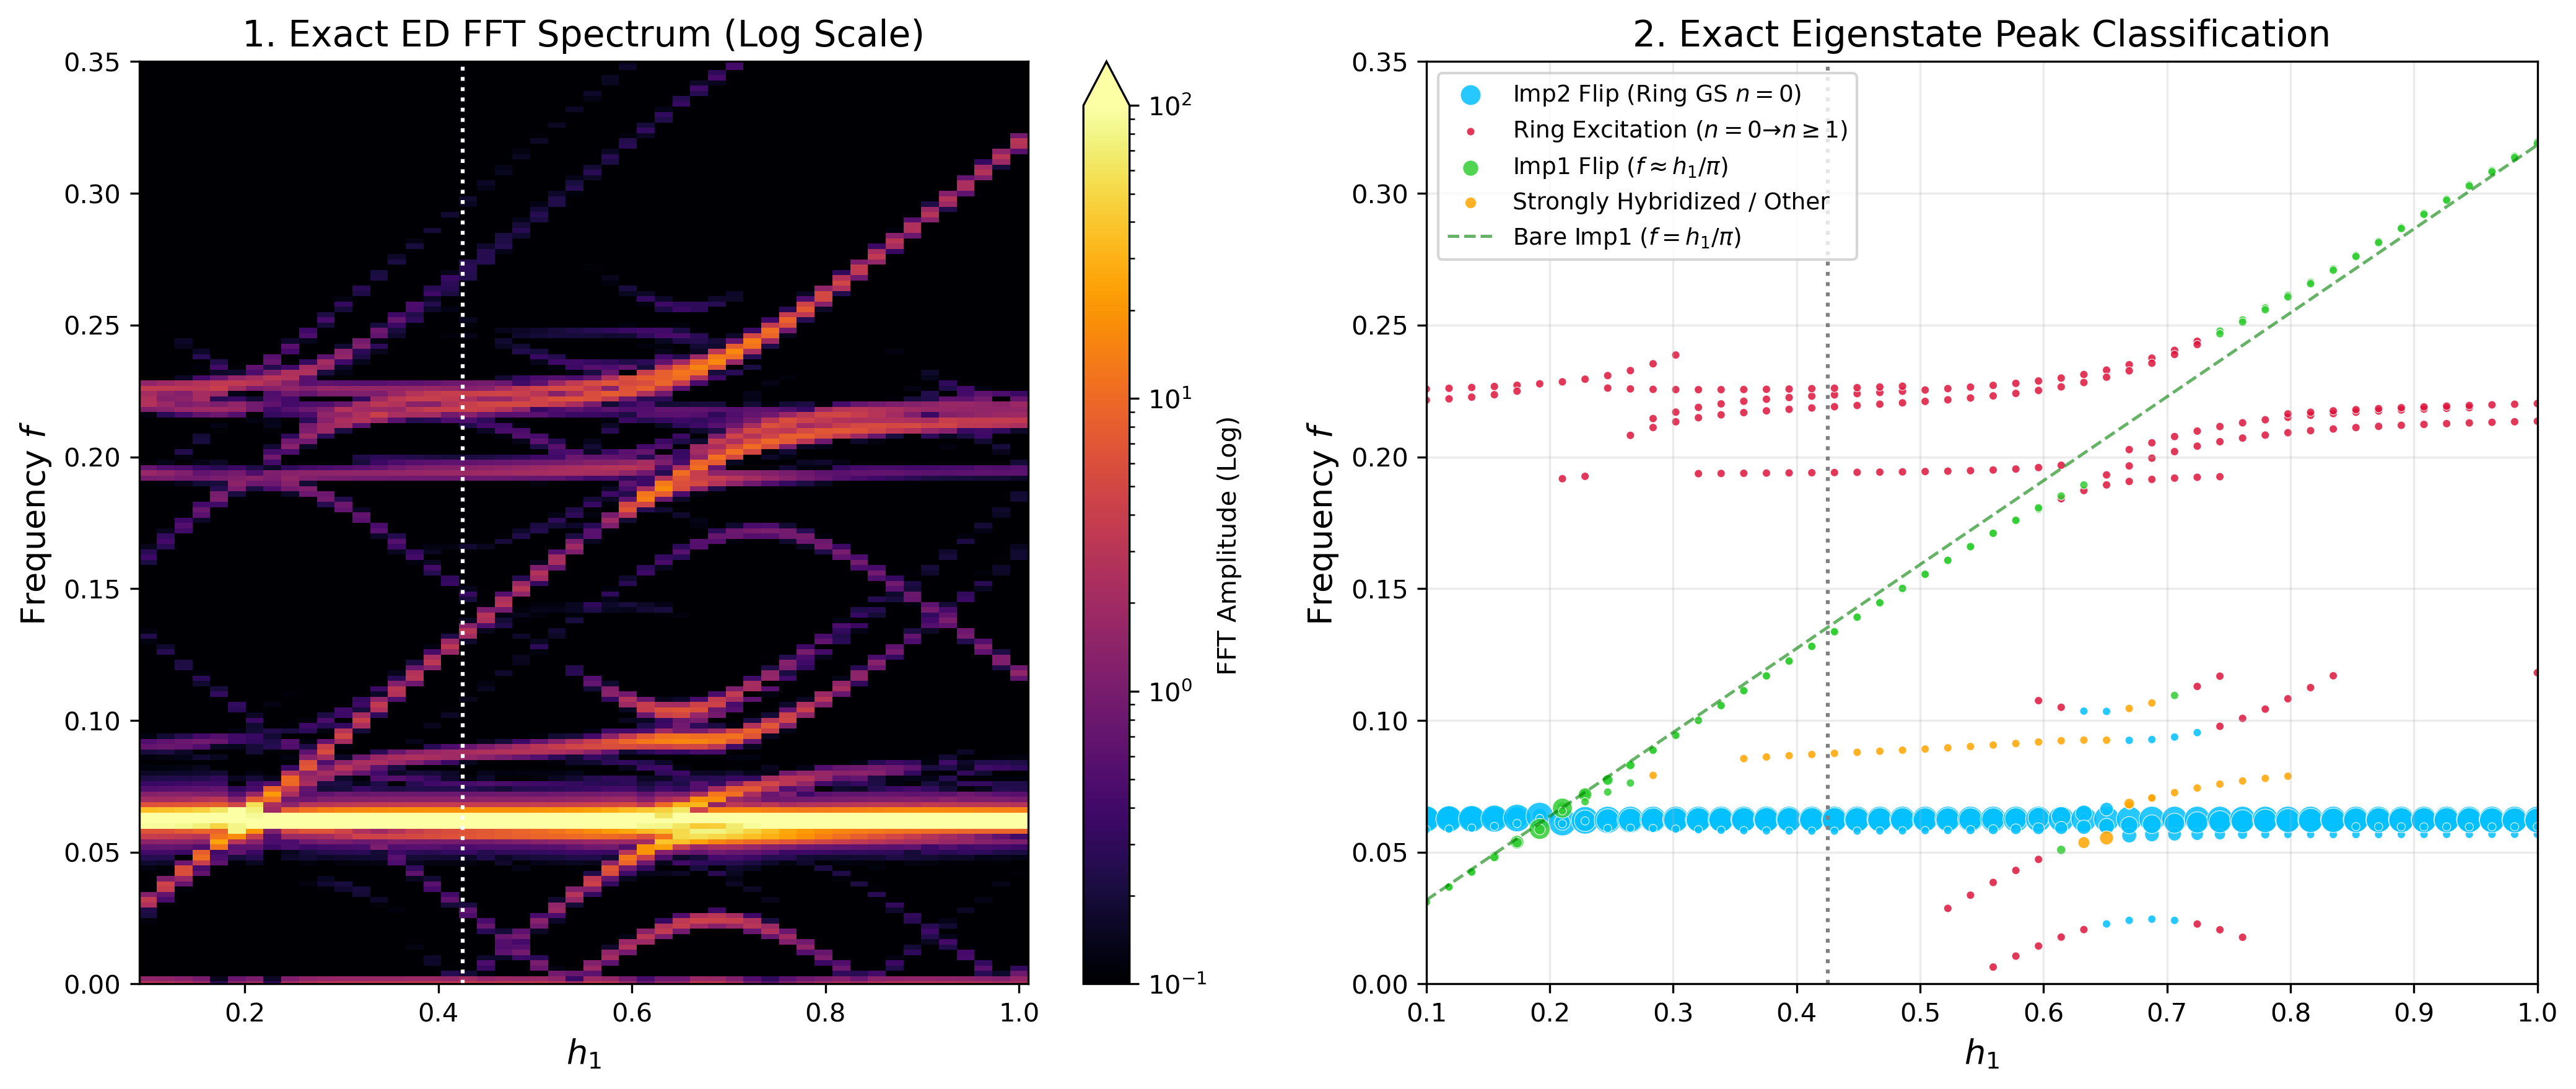 1. Exact ED FFT Spectrum (Log Scale)
Frequency f
0.35
0.30
0.25
0.20
0.15
0.10
0.05
0.00
0.2 0.4 0.6 0.8 1.0
h₁
10²
10¹
10⁰
10⁻¹
FFT Amplitude (Log)
2. Exact Eigenstate Peak Classification
Frequency f
0.35
0.30
0.25
0.20
0.15
0.10
0.05
0.00
Imp2 Flip (Ring GS n = 0)
Ring Excitation (n = 0→n ≥ 1)
Imp1 Flip (f ≈ h₁/π)
Strongly Hybridized / Other
Bare Imp1 (f = h₁/π)
0.1 0.2 0.3 0.4 0.5 0.6 0.7 0.8 0.9 1.0
h₁